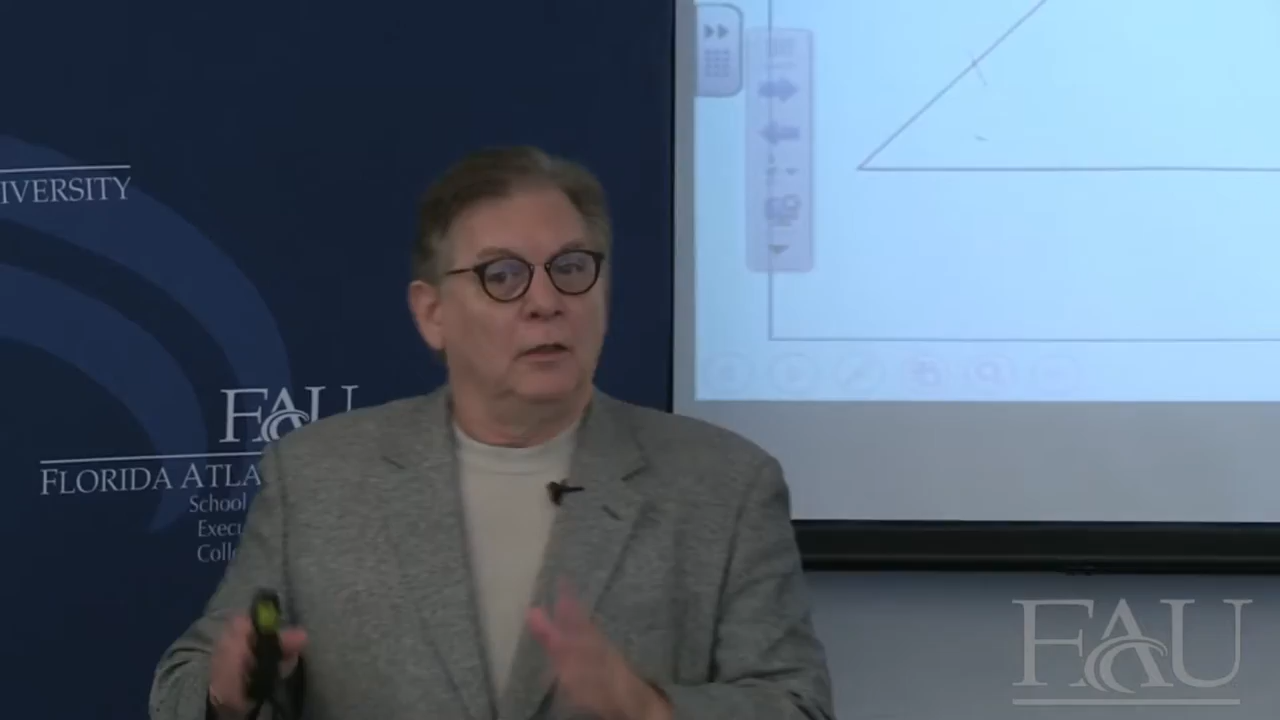 IVERSITY
FAU
FLORIDA ATLA
School
Execu
Colle
FAU